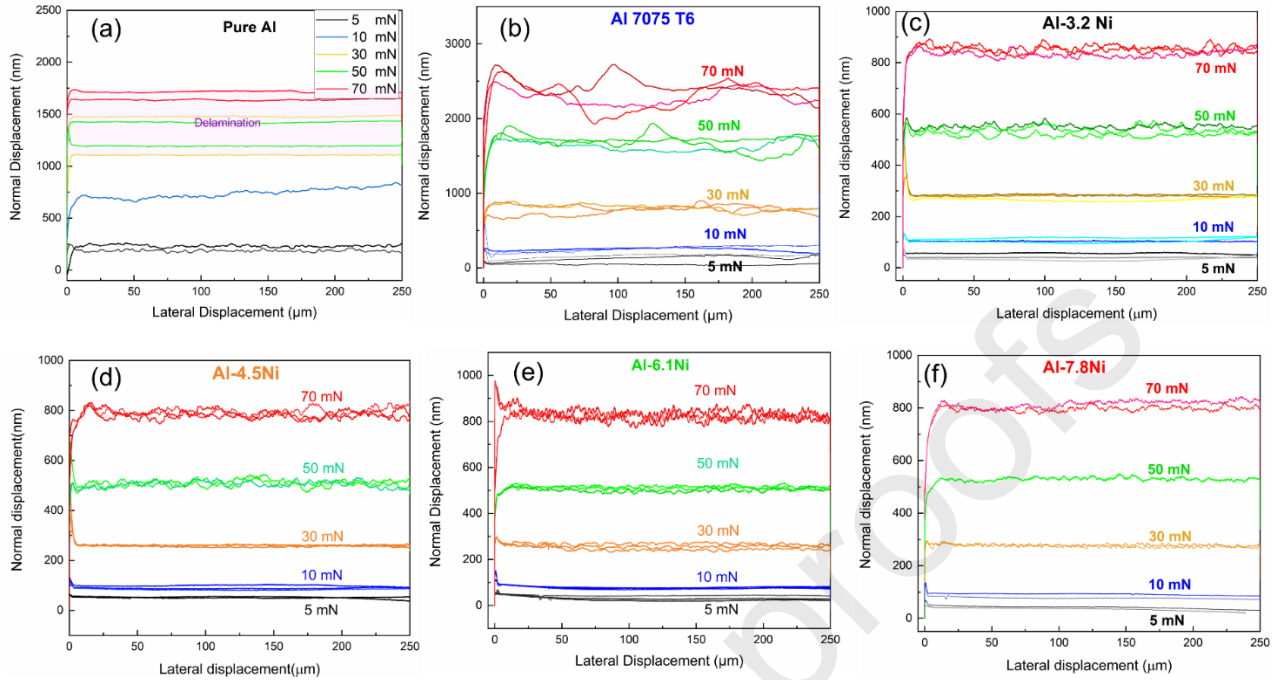 (a)
Pure Al
5 mN
10 mN
30 mN
50 mN
70 mN
Delamination
Normal Displacement (nm)
2500
2250
2000
1750
1500
1250
1000
750
500
250
0
0 50 100 150 200 250
Lateral Displacement (μm)
Al 7075 T6
(b)
70 mN
50 mN
30 mN
10 mN
5 mN
Normal Displacement (nm)
3000
2000
1000
0
0 50 100 150 200 250
Lateral Displacement (μm)
Al-3.2 Ni
(c)
70 mN
50 mN
30 mN
10 mN
5 mN
Normal displacement (nm)
1000
800
600
400
200
0
0 50 100 150 200 250
Lateral displacement (μm)
Al-4.5Ni
(d)
70 mN
50 mN
30 mN
10 mN
5 mN
Normal displacement(nm)
1000
800
600
400
200
0
0 50 100 150 200 250
Lateral displacement(μm)
Al-6.1Ni
(e)
70 mN
50 mN
30 mN
10 mN
5 mN
Normal displacement (nm)
1000
800
600
400
200
0
0 50 100 150 200 250
Lateral Displacement (μm)
Al-7.8Ni
(f)
70 mN
50 mN
30 mN
10 mN
5 mN
Normal displacement (nm)
1000
800
600
400
200
0
0 50 100 150 200 250
Lateral displacement (μm)
proofs